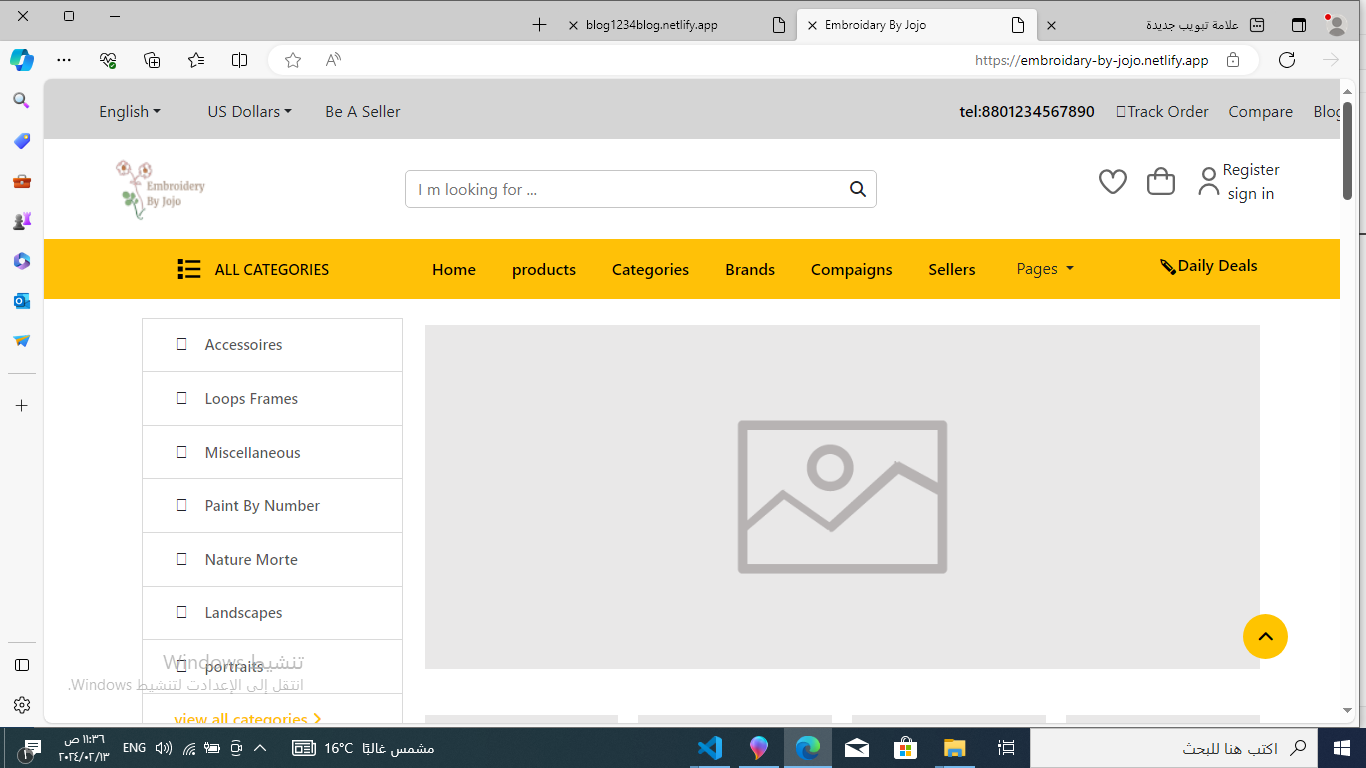 blog1234blog.netlify.app
Embroidary By Jojo
علامة تبويب جديدة
https://embroidary-by-jojo.netlify.app
English
US Dollars
Be A Seller
tel:8801234567890
Track Order
Compare
Blog
Embroidery
By Jojo
I m looking for ...
Register
sign in
ALL CATEGORIES
Home
products
Categories
Brands
Compaigns
Sellers
Pages
Daily Deals
Accessoires
Loops Frames
Miscellaneous
Paint By Number
Nature Morte
Landscapes
portraits
view all categories
تنشيط Windows
انتقل إلى الإعدادت لتنشيط Windows.
١١:٣٦ ص
٢٠٢٤/٠٢/١٣
ENG
16°C مشمس غالبًا
اكتب هنا للبحث